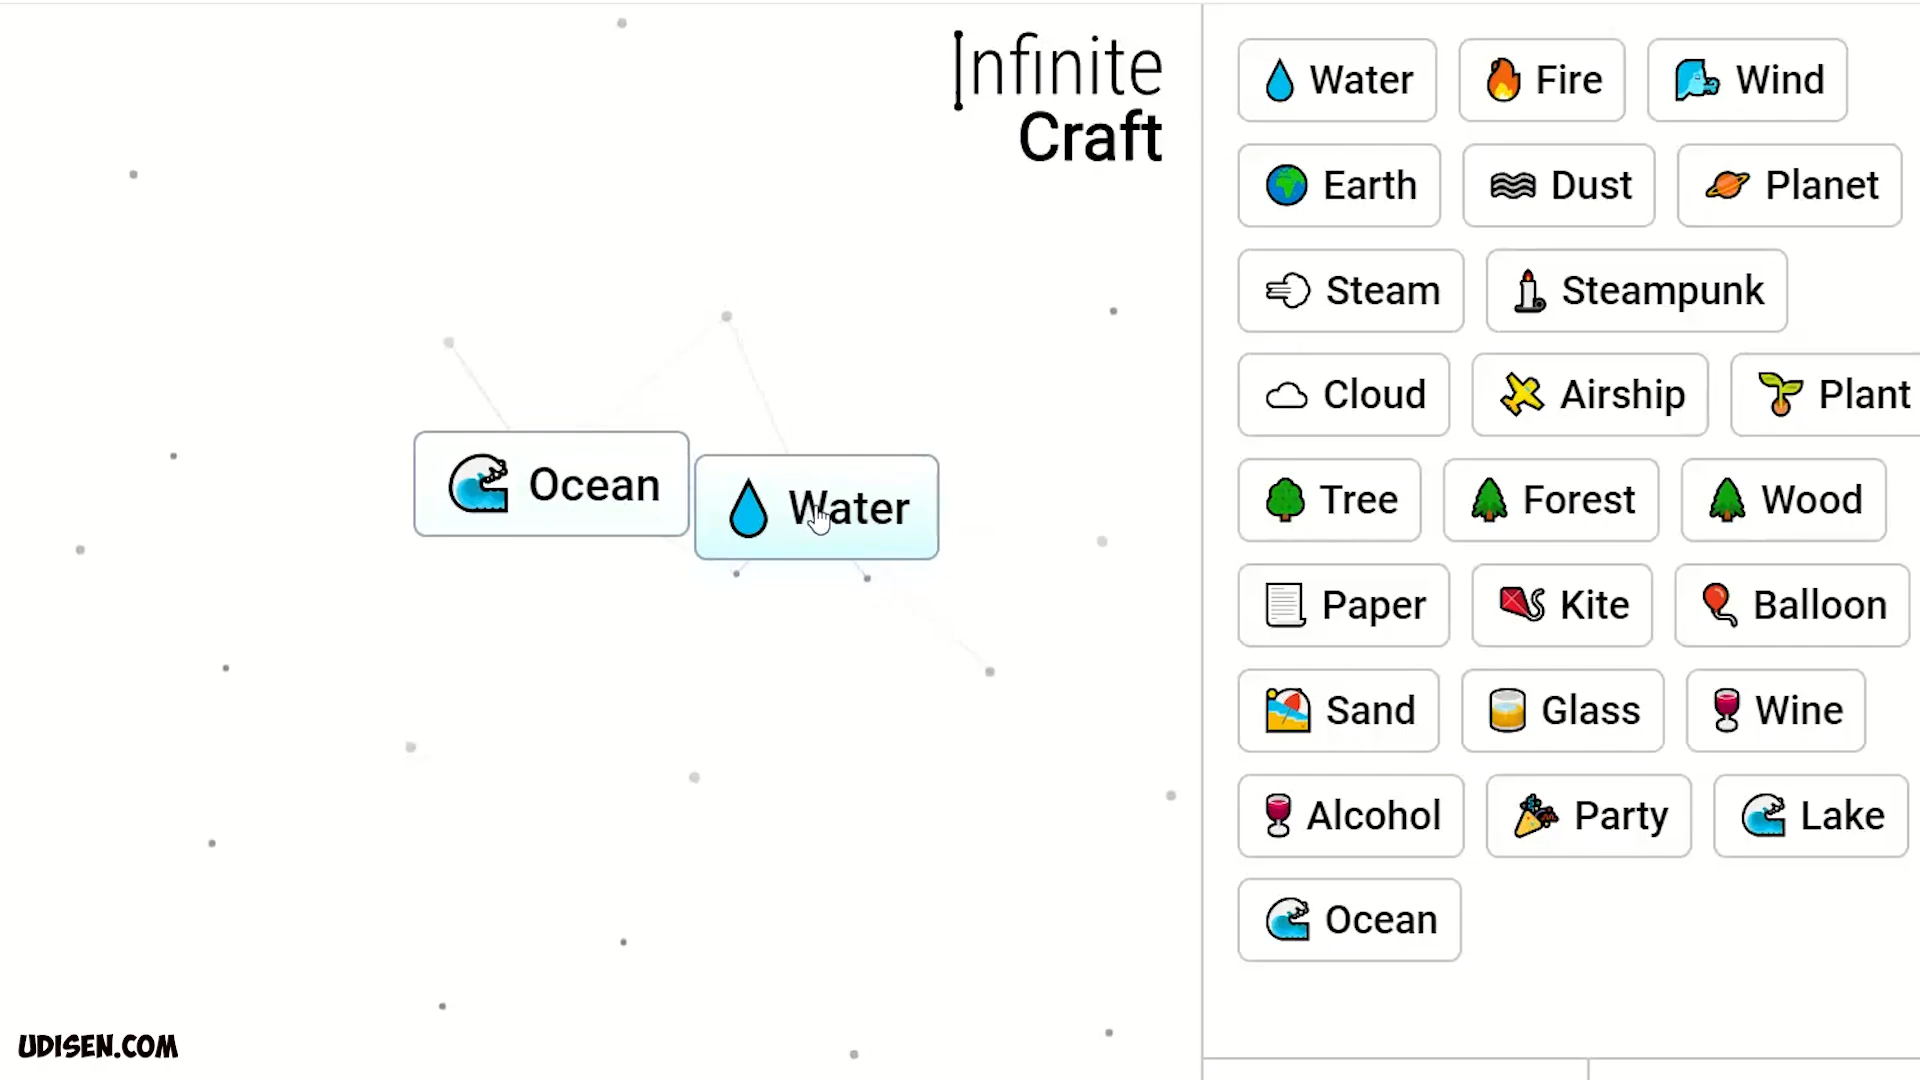 Infinite
Craft
Ocean
Water
Water Fire Wind
Earth Dust Planet
Steam Steampunk
Cloud Airship Plant
Tree Forest Wood
Paper Kite Balloon
Sand Glass Wine
Alcohol Party Lake
Ocean
UDISEN.COM